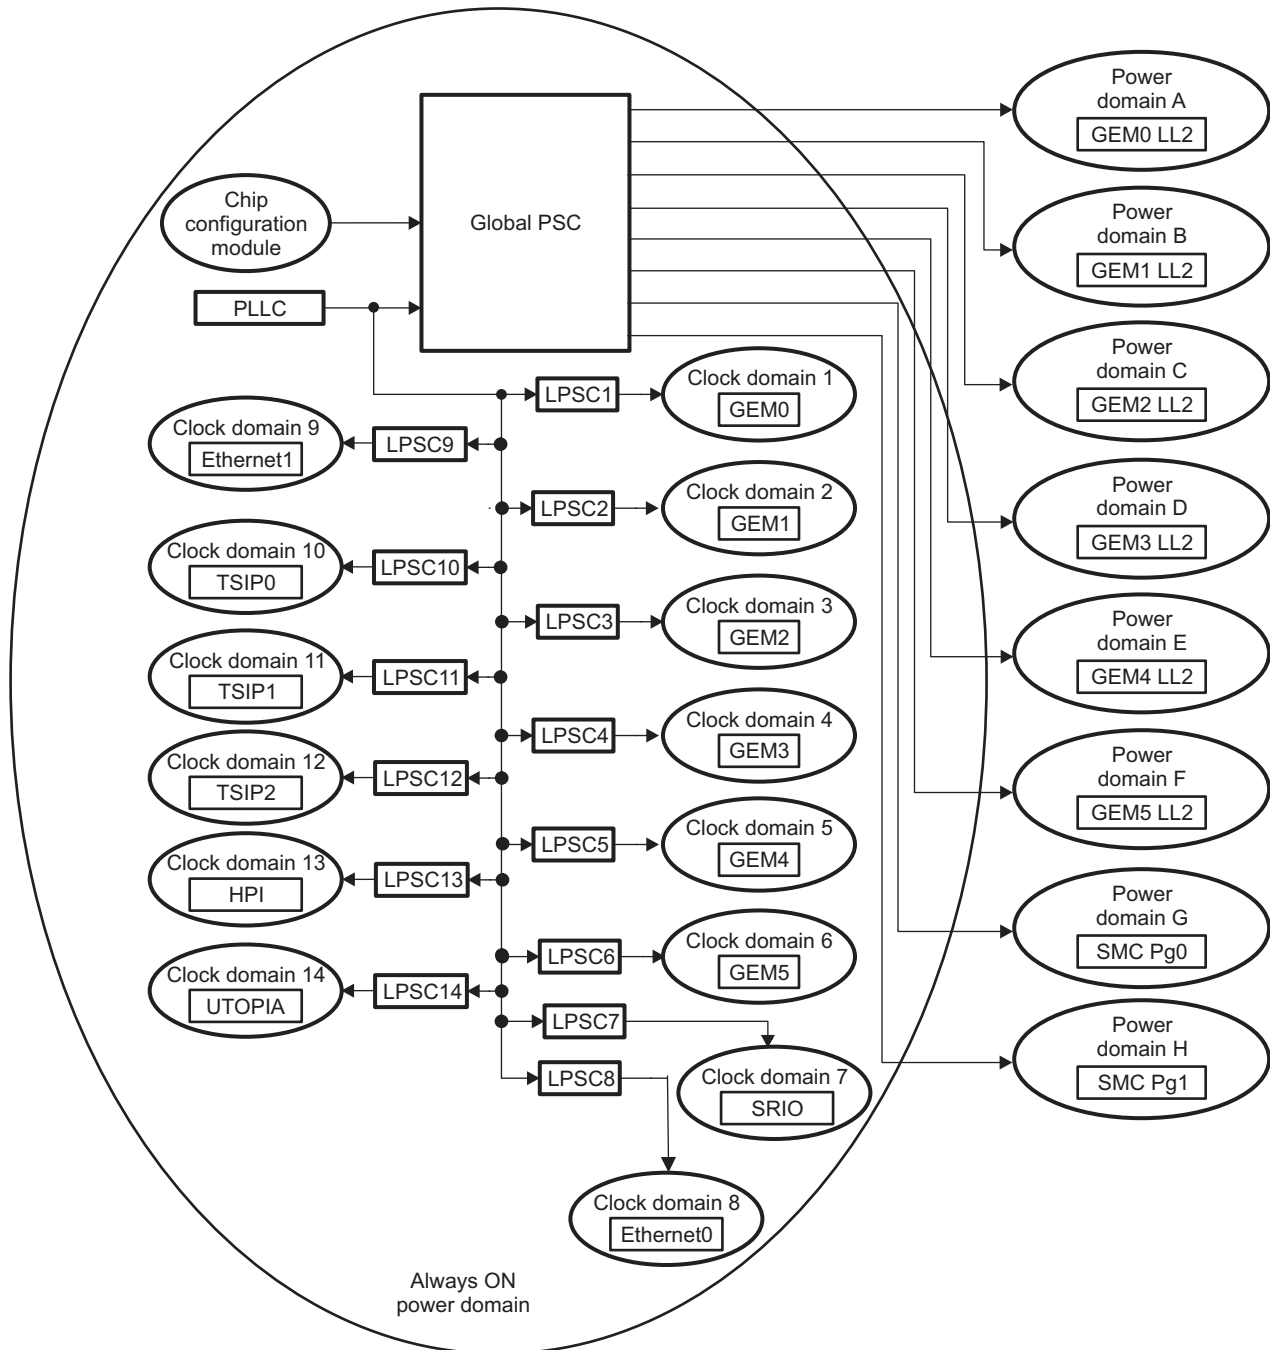 Power
domain A
GEM0 LL2
Chip
configuration
module
Global PSC
Power
domain B
GEM1 LL2
PLLC
Power
domain C
GEM2 LL2
LPSC1
Clock domain 1
GEM0
Clock domain 9
Ethernet1
LPSC9
LPSC2
Clock domain 2
GEM1
Power
domain D
GEM3 LL2
Clock domain 10
TSIP0
LPSC10
LPSC3
Clock domain 3
GEM2
Power
domain E
GEM4 LL2
Clock domain 11
TSIP1
LPSC11
LPSC4
Clock domain 4
GEM3
Clock domain 12
TSIP2
LPSC12
Power
domain F
GEM5 LL2
LPSC5
Clock domain 5
GEM4
Clock domain 13
HPI
LPSC13
Power
domain G
SMC Pg0
LPSC6
Clock domain 6
GEM5
Clock domain 14
UTOPIA
LPSC14
LPSC7
Power
domain H
SMC Pg1
LPSC8
Clock domain 7
SRIO
Clock domain 8
Ethernet0
Always ON
power domain